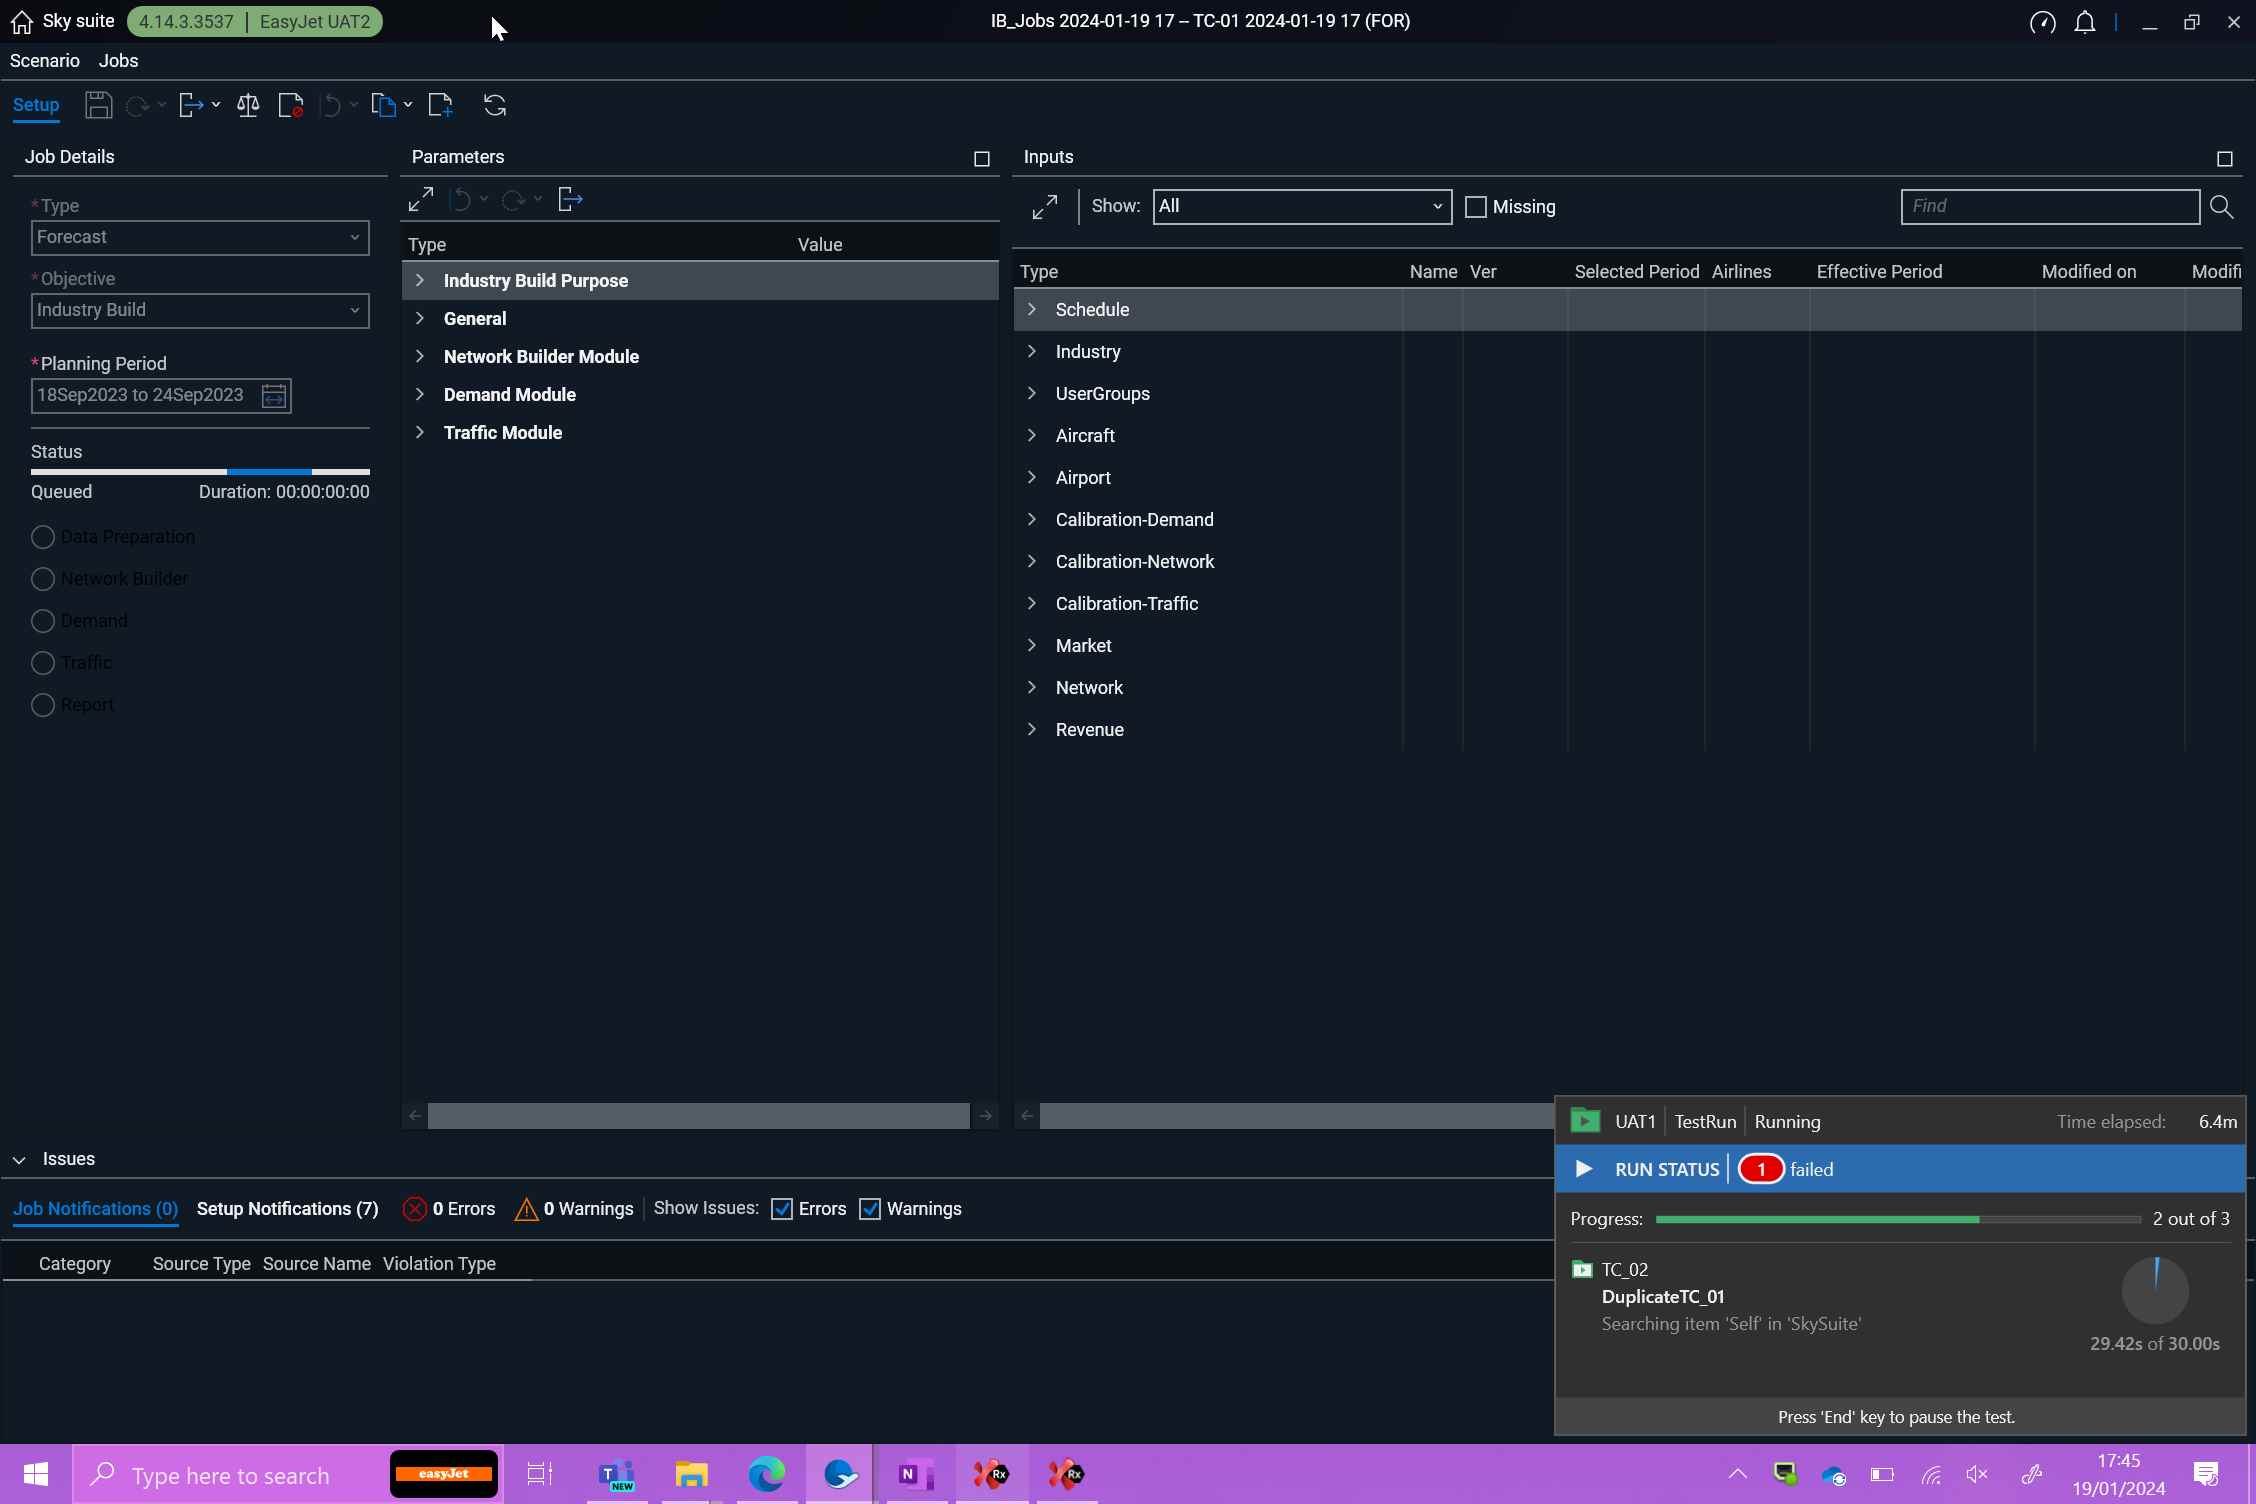 Sky suite 4.14.3.3537 | EasyJet UAT2 IB_Jobs 2024-01-19 17 – TC-01 2024-01-19 17 (FOR)
Scenario Jobs
Setup
Job Details
*Type
Forecast
*Objective
Industry Build
*Planning Period
18Sep2023 to 24Sep2023
Status
Queued Duration: 00:00:00:00
Data Preparation
Network Builder
Demand
Traffic
Report
Parameters
Type Value
Industry Build Purpose
General
Network Builder Module
Demand Module
Traffic Module
Inputs
Show: All Missing Find
Type Name Ver Selected Period Airlines Effective Period Modified on Modifi
Schedule
Industry
UserGroups
Aircraft
Airport
Calibration-Demand
Calibration-Network
Calibration-Traffic
Market
Network
Revenue
Issues
Job Notifications (0) Setup Notifications (7) 0 Errors 0 Warnings Show Issues: Errors Warnings
Category Source Type Source Name Violation Type
UAT1 | TestRun | Running Time elapsed: 6.4m
RUN STATUS | 1 failed
Progress: 2 out of 3
TC_02
DuplicateTC_01
Searching item 'Self' in 'SkySuite'
29.42s of 30.00s
Press 'End' key to pause the test.
Type here to search easyJet
T NEW
N
Rx
Rx
17:45
19/01/2024